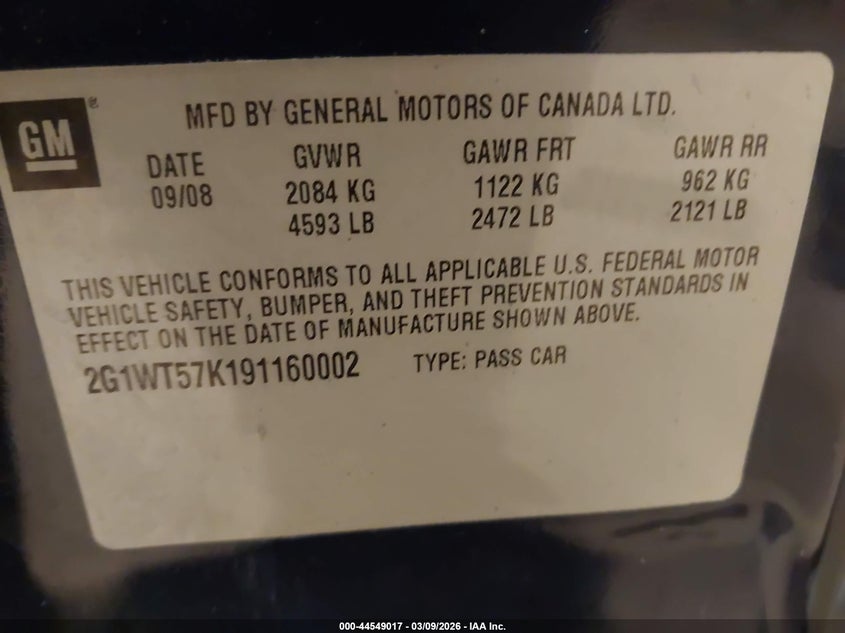 GM®
MFD BY GENERAL MOTORS OF CANADA LTD.
DATE GVWR GAWR FRT GAWR RR
09/08 2084 KG 1122 KG 962 KG
4593 LB 2472 LB 2121 LB
THIS VEHICLE CONFORMS TO ALL APPLICABLE U.S. FEDERAL MOTOR
VEHICLE SAFETY, BUMPER, AND THEFT PREVENTION STANDARDS IN
EFFECT ON THE DATE OF MANUFACTURE SHOWN ABOVE.
2G1WT57K191160002 TYPE: PASS CAR
000-44549017 - 03/09/2026 - IAA Inc.